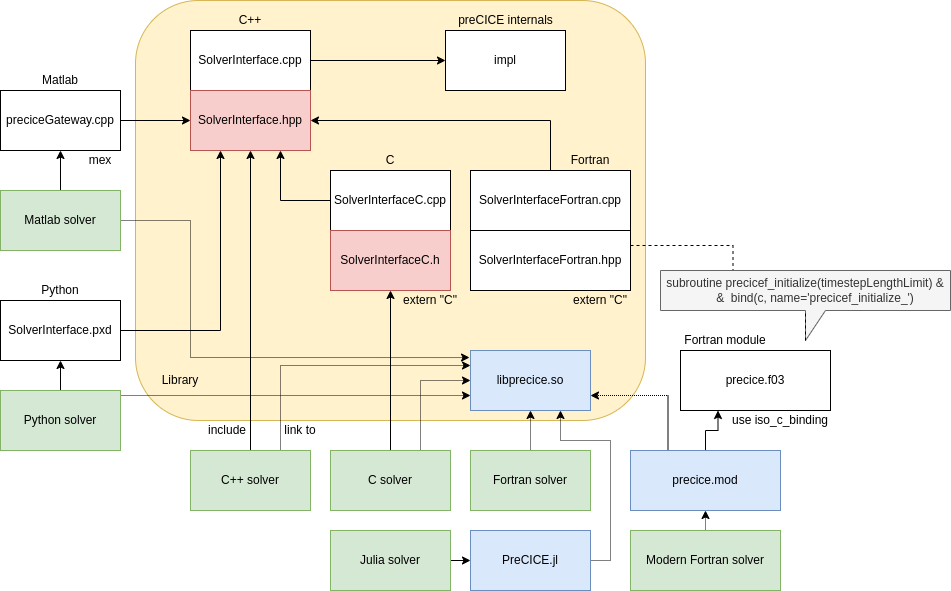 C++
preCICE internals
SolverInterface.cpp
impl
Matlab
preciceGateway.cpp
SolverInterface.hpp
mex
C
Fortran
Matlab solver
SolverInterfaceC.cpp
SolverInterfaceFortran.cpp
SolverInterfaceC.h
SolverInterfaceFortran.hpp
extern "C"
extern "C"
subroutine precicef_initialize(timestepLengthLimit) &
&  bind(c, name='precicef_initialize_')
Python
SolverInterface.pxd
Fortran module
Library
libprecice.so
precice.f03
Python solver
include
link to
use iso_c_binding
C++ solver
C solver
Fortran solver
precice.mod
Julia solver
PreCICE.jl
Modern Fortran solver